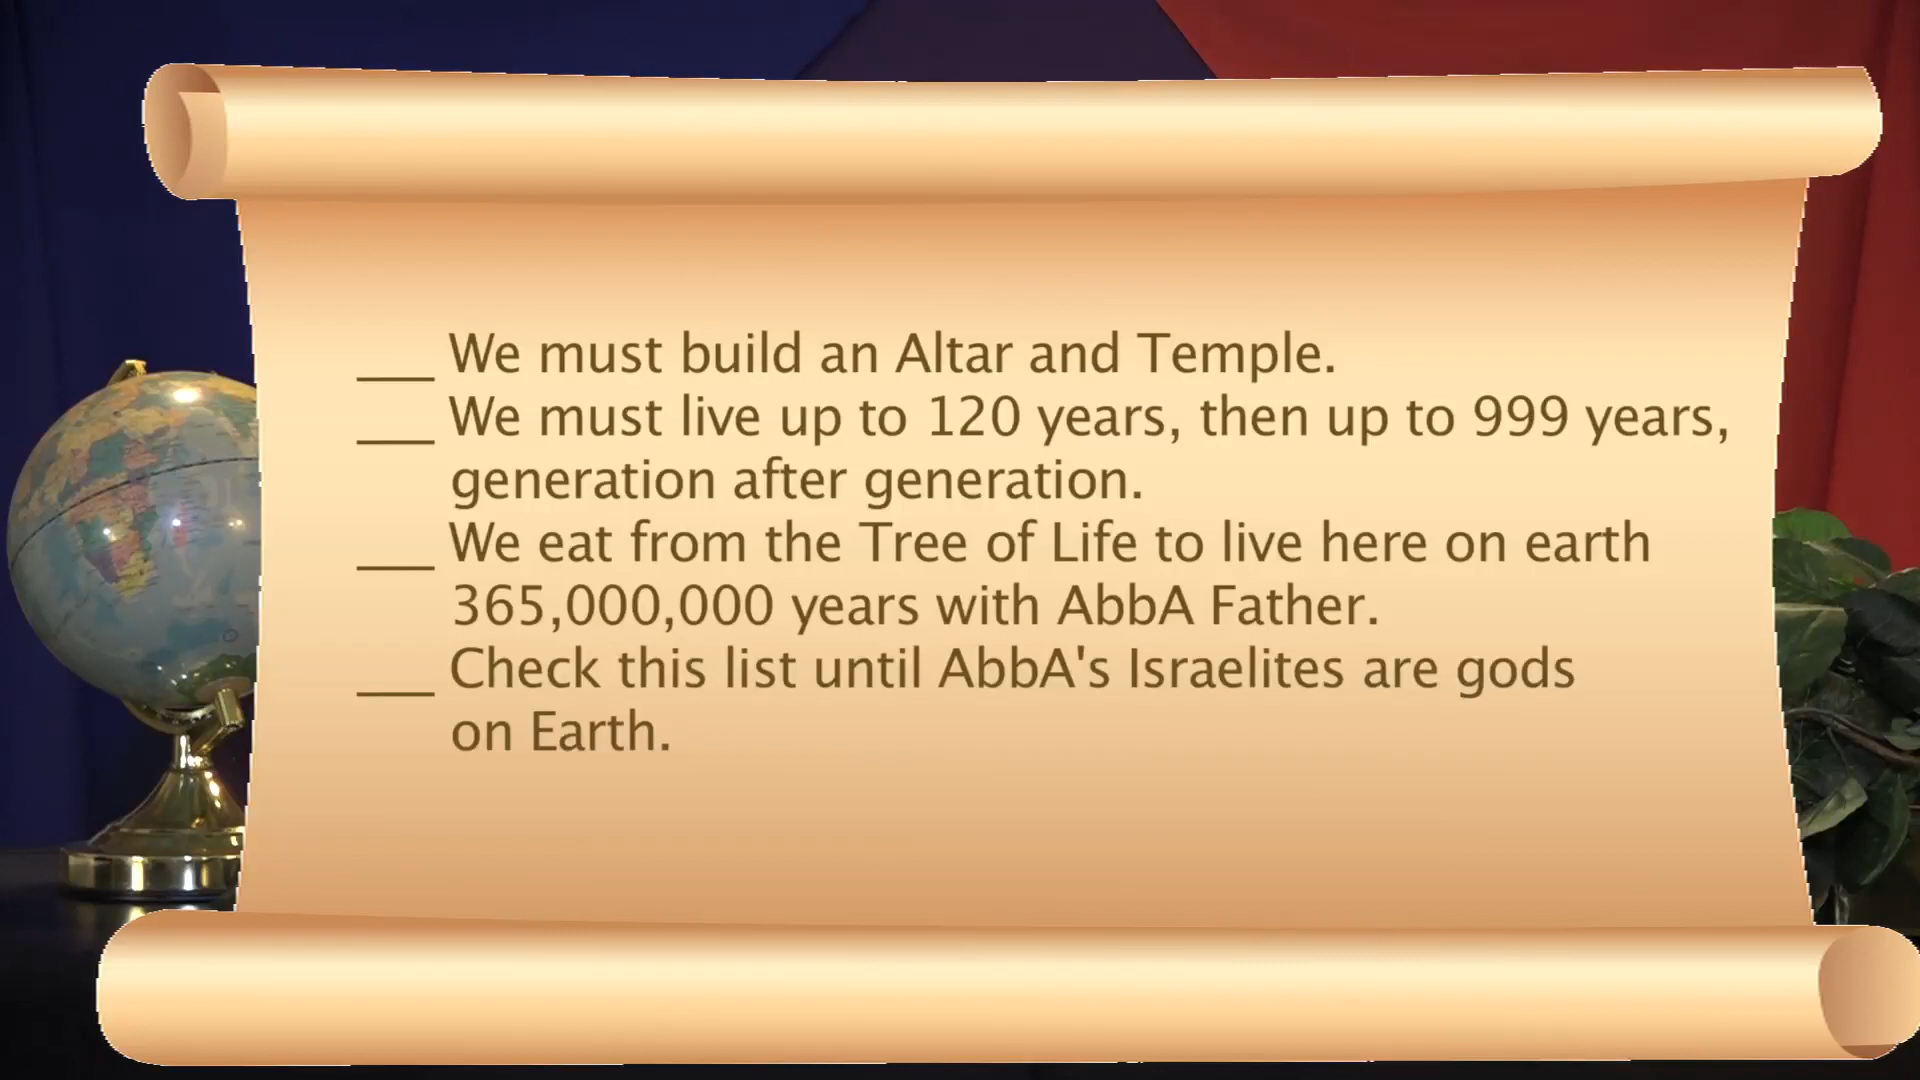 ___ We must build an Altar and Temple.
___ We must live up to 120 years, then up to 999 years,
generation after generation.
___ We eat from the Tree of Life to live here on earth
365,000,000 years with AbbA Father.
___ Check this list until AbbA's Israelites are gods
on Earth.